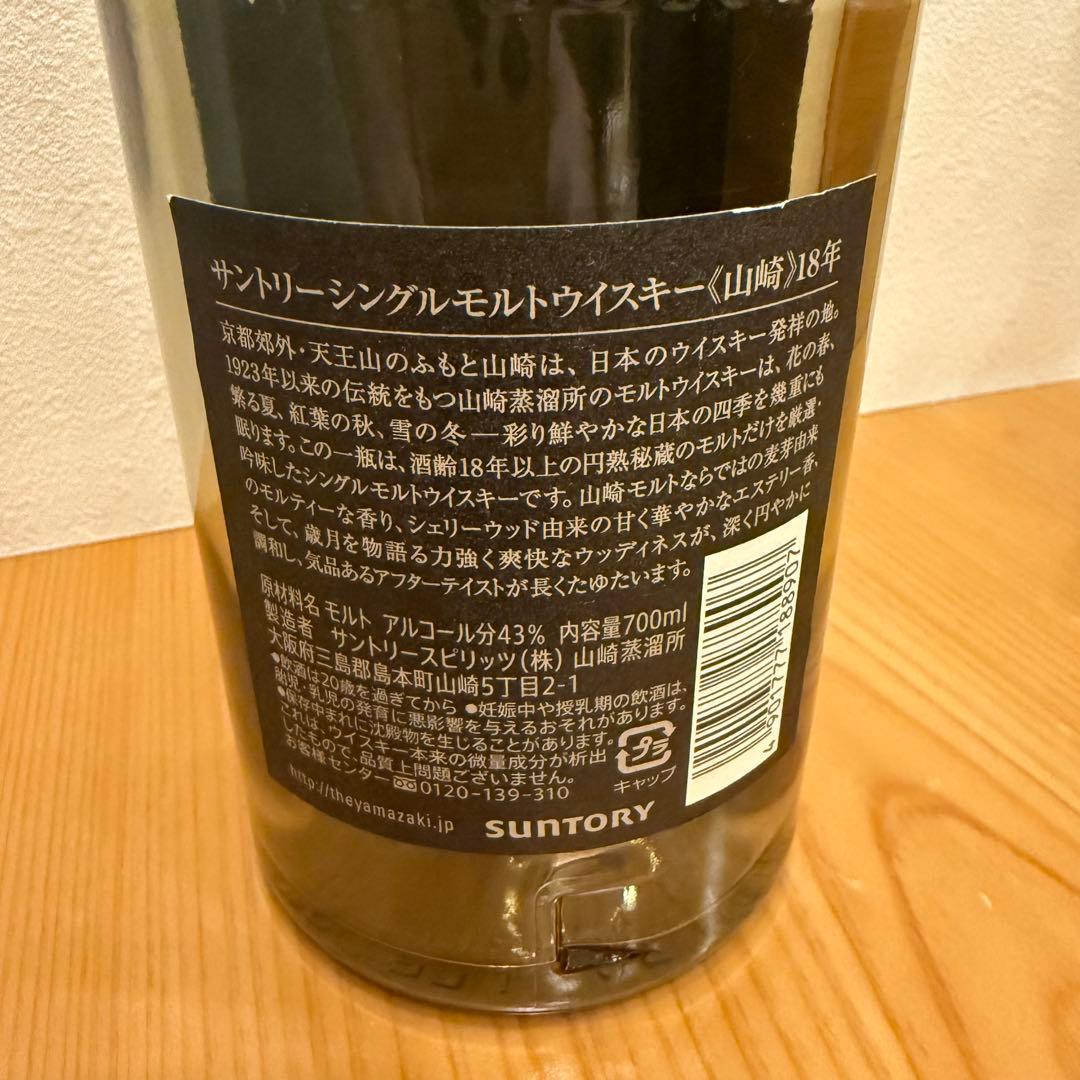 サントリーシングルモルトウイスキー《山崎》18年
京都郊外・天王山のふもと山崎は、日本のウイスキー発祥の地。
1923年以来の伝統をもつ山崎蒸溜所のモルトウイスキーは、花の春、
繁る夏、紅葉の秋、雪の冬―彩り鮮やかな日本の四季を幾重にも
眠ります。この一瓶は、酒齢18年以上の円熟秘蔵のモルトだけを厳選・
吟味したシングルモルトウイスキーです。山崎モルトならではの麦芽由来
のモルティーな香り、シェリーウッド由来の甘く華やかなエステリー香、
そして、歳月を物語る力強く爽快なウッディネスが、深く円やかに
調和し、気品あるアフターテイストが長くたゆたいます。
原材料名 モルト アルコール分43% 内容量700ml
製造者 サントリースピリッツ(株) 山崎蒸溜所
大阪府三島郡島本町山崎5丁目2-1
●飲酒は20歳を過ぎてから ●妊娠中や授乳期の飲酒は、
胎児・乳児の発育に悪影響を与えるおそれがあります。
●保存中まれに沈殿物を生じることがあります。
これは、ウイスキー本来の微量成分が析出
したもので、品質上問題ございません。
お客様センター 0120-139-310
http://theyamazaki.jp
SUNTORY
プラ
キャップ
4901777188907